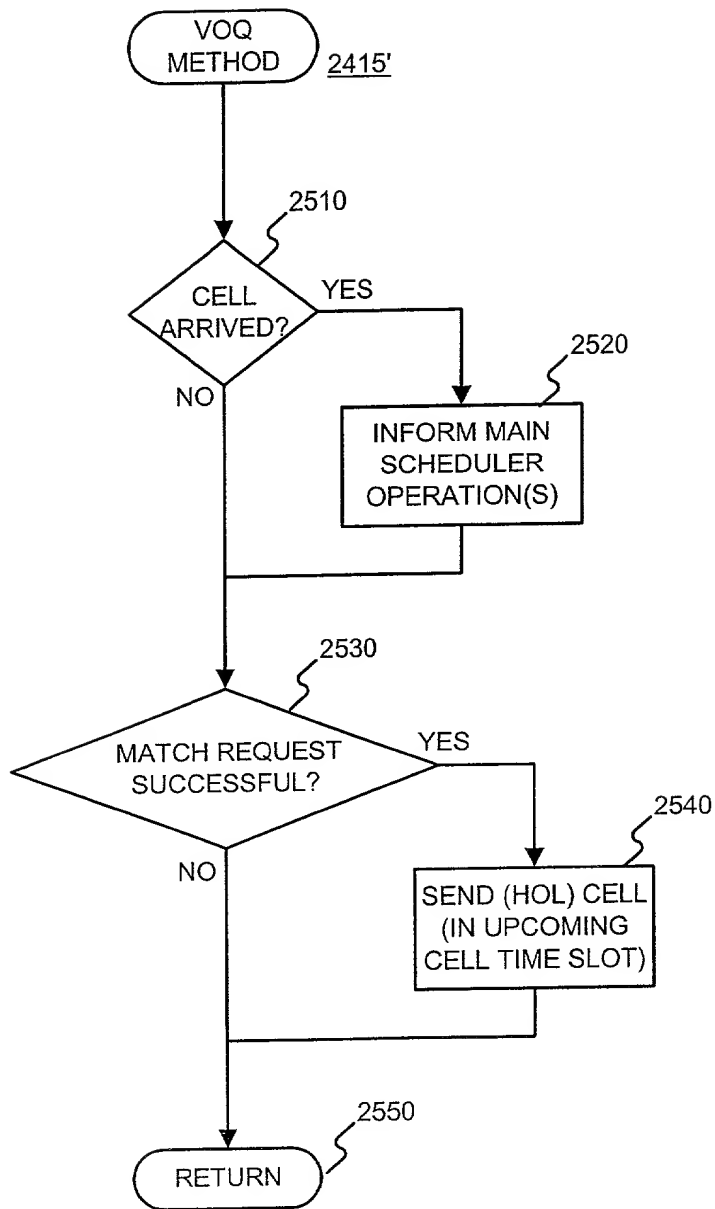 VOQ
METHOD
2415'
2510
CELL
ARRIVED?
YES
NO
2520
INFORM MAIN
SCHEDULER
OPERATION(S)
2530
MATCH REQUEST
SUCCESSFUL?
YES
NO
2540
SEND (HOL) CELL
(IN UPCOMING
CELL TIME SLOT)
2550
RETURN